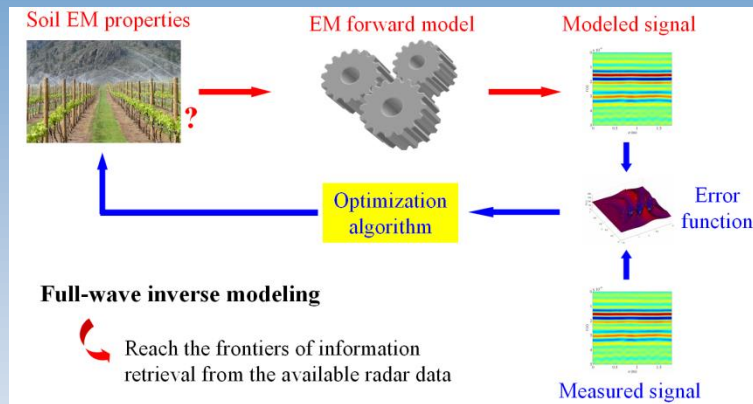 Soil EM properties
EM forward model
Modeled signal
?
Optimization
algorithm
Error
function
Full-wave inverse modeling
Reach the frontiers of information
retrieval from the available radar data
Measured signal